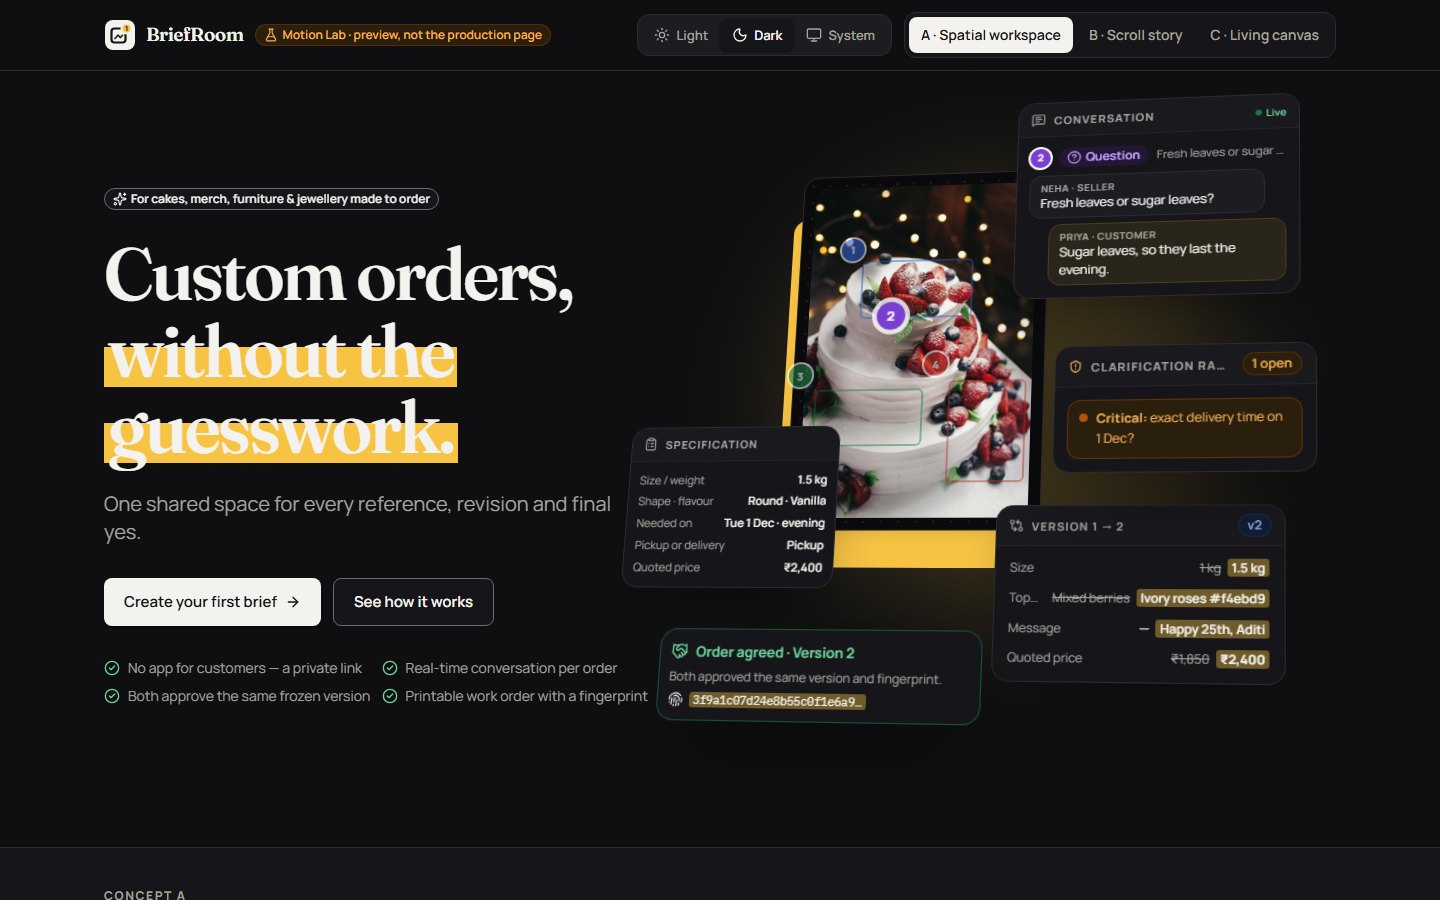 BriefRoom
Motion Lab · preview, not the production page
Light
Dark
System
A · Spatial workspace
B · Scroll story
C · Living canvas
For cakes, merch, furniture & jewellery made to order
Custom orders,
without the
guesswork.
One shared space for every reference, revision and final
yes.
Create your first brief →
See how it works
No app for customers — a private link
Real-time conversation per order
Both approve the same frozen version
Printable work order with a fingerprint
CONVERSATION
Live
2
Question
Fresh leaves or sugar ...
NEHA · SELLER
Fresh leaves or sugar leaves?
PRIYA · CUSTOMER
Sugar leaves, so they last the
evening.
1
2
3
4
CLARIFICATION RA...
1 open
Critical: exact delivery time on
1 Dec?
SPECIFICATION
Size / weight 1.5 kg
Shape · flavour Round · Vanilla
Needed on Tue 1 Dec · evening
Pickup or delivery Pickup
Quoted price ₹2,400
VERSION 1 → 2
v2
Size 1 kg 1.5 kg
Top... Mixed berries Ivory roses #f4ebd9
Message — Happy 25th, Aditi
Quoted price ₹1,850 ₹2,400
Order agreed · Version 2
Both approved the same version and fingerprint.
3f9a1c07d24e8b55c0f1e6a9…
CONCEPT A